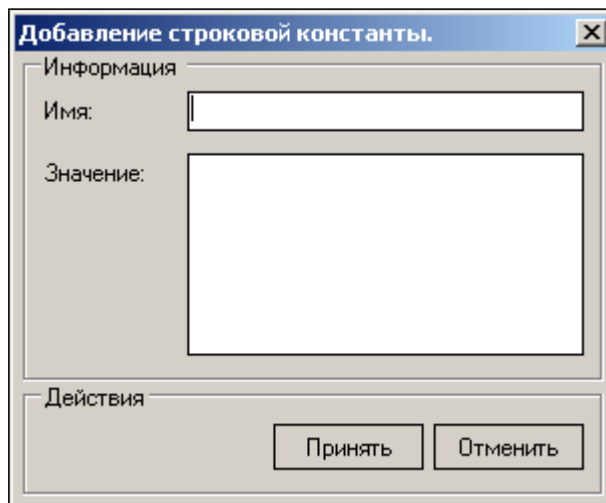 Добавление строковой константы.
Информация
Имя:
Значение:
Действия
Принять Отменить